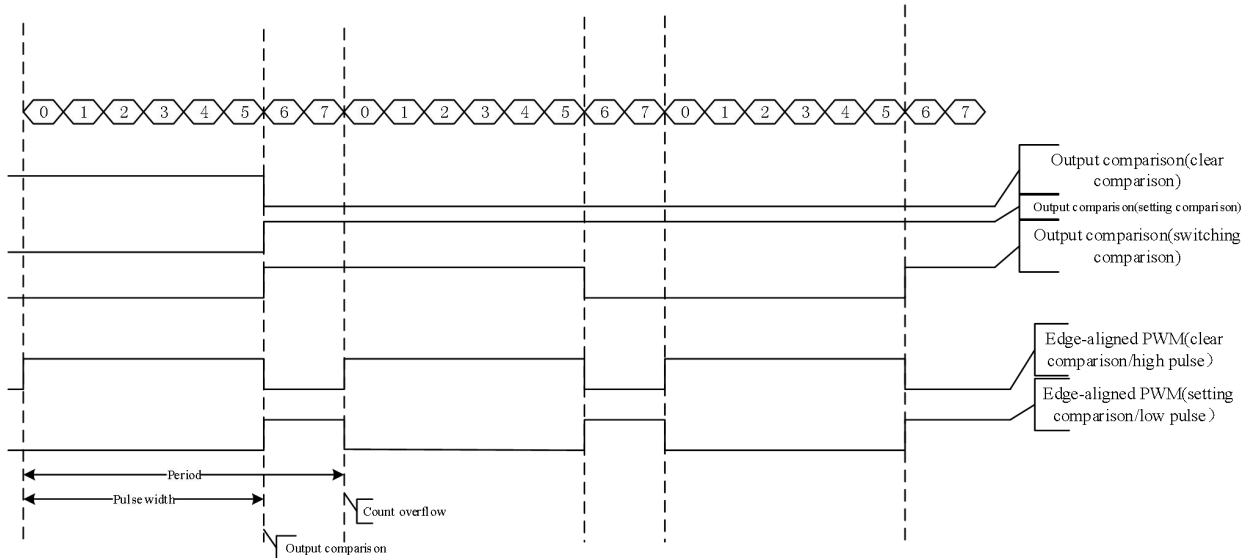 0 1 2 3 4 5 6 7 0 1 2 3 4 5 6 7 0 1 2 3 4 5 6 7
Output comparison(clear
comparison)
Output comparison(setting comparison)
Output comparison(switching
comparison)
Edge-aligned PWM(clear
comparison/high pulse)
Edge-aligned PWM(setting
comparison/low pulse)
Period
Pulse width
Count overflow
Output comparison